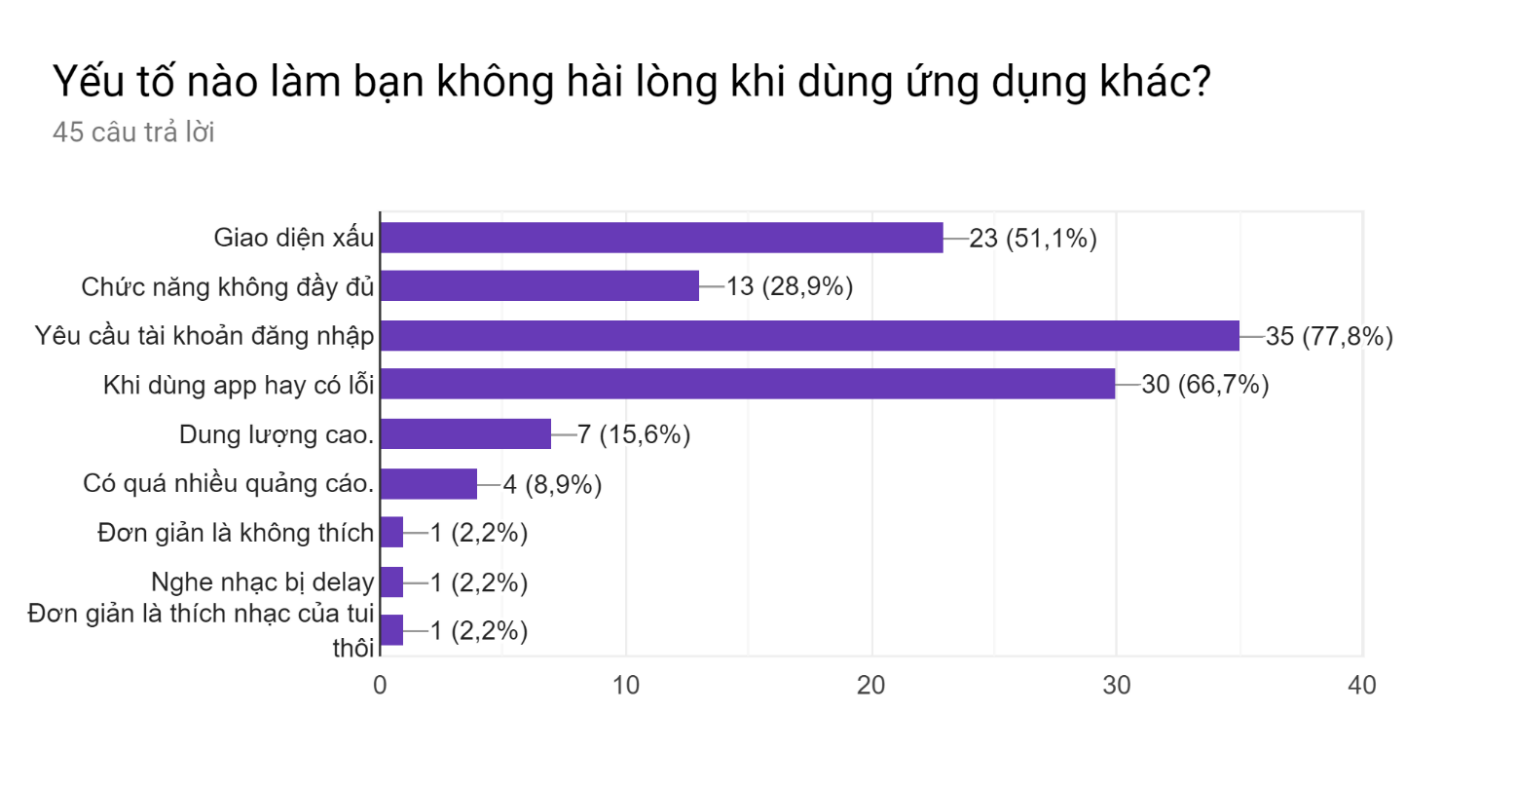 Yếu tố nào làm bạn không hài lòng khi dùng ứng dụng khác?
45 câu trả lời
Giao diện xấu 23 (51,1%)
Chức năng không đầy đủ 13 (28,9%)
Yêu cầu tài khoản đăng nhập 35 (77,8%)
Khi dùng app hay có lỗi 30 (66,7%)
Dung lượng cao. 7 (15,6%)
Có quá nhiều quảng cáo. 4 (8,9%)
Đơn giản là không thích 1 (2,2%)
Nghe nhạc bị delay 1 (2,2%)
Đơn giản là thích nhạc của tui
thôi 1 (2,2%)
0 10 20 30 40